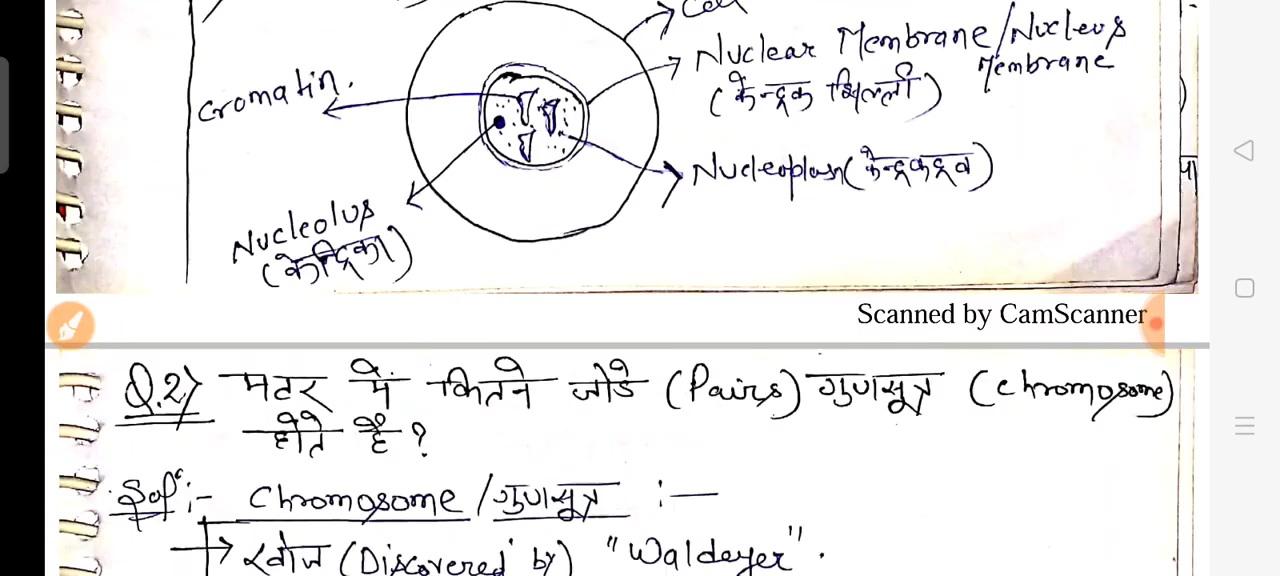 Cell
Nuclear Membrane/Nucleus
Membrane
(केन्द्रक झिल्ली)
Cromatin.
Nucleoplasm(केन्द्रकद्रव)
Nucleolus
(केन्द्रिका)
Scanned by CamScanner
Q.2) मटर में कितने जोडे (Pairs) गुणसूत्र (Chromosome)
होते है ?
Sol :- Chromosome/गुणसूत्र :-
खोज (Discovered by) "Waldeyer".